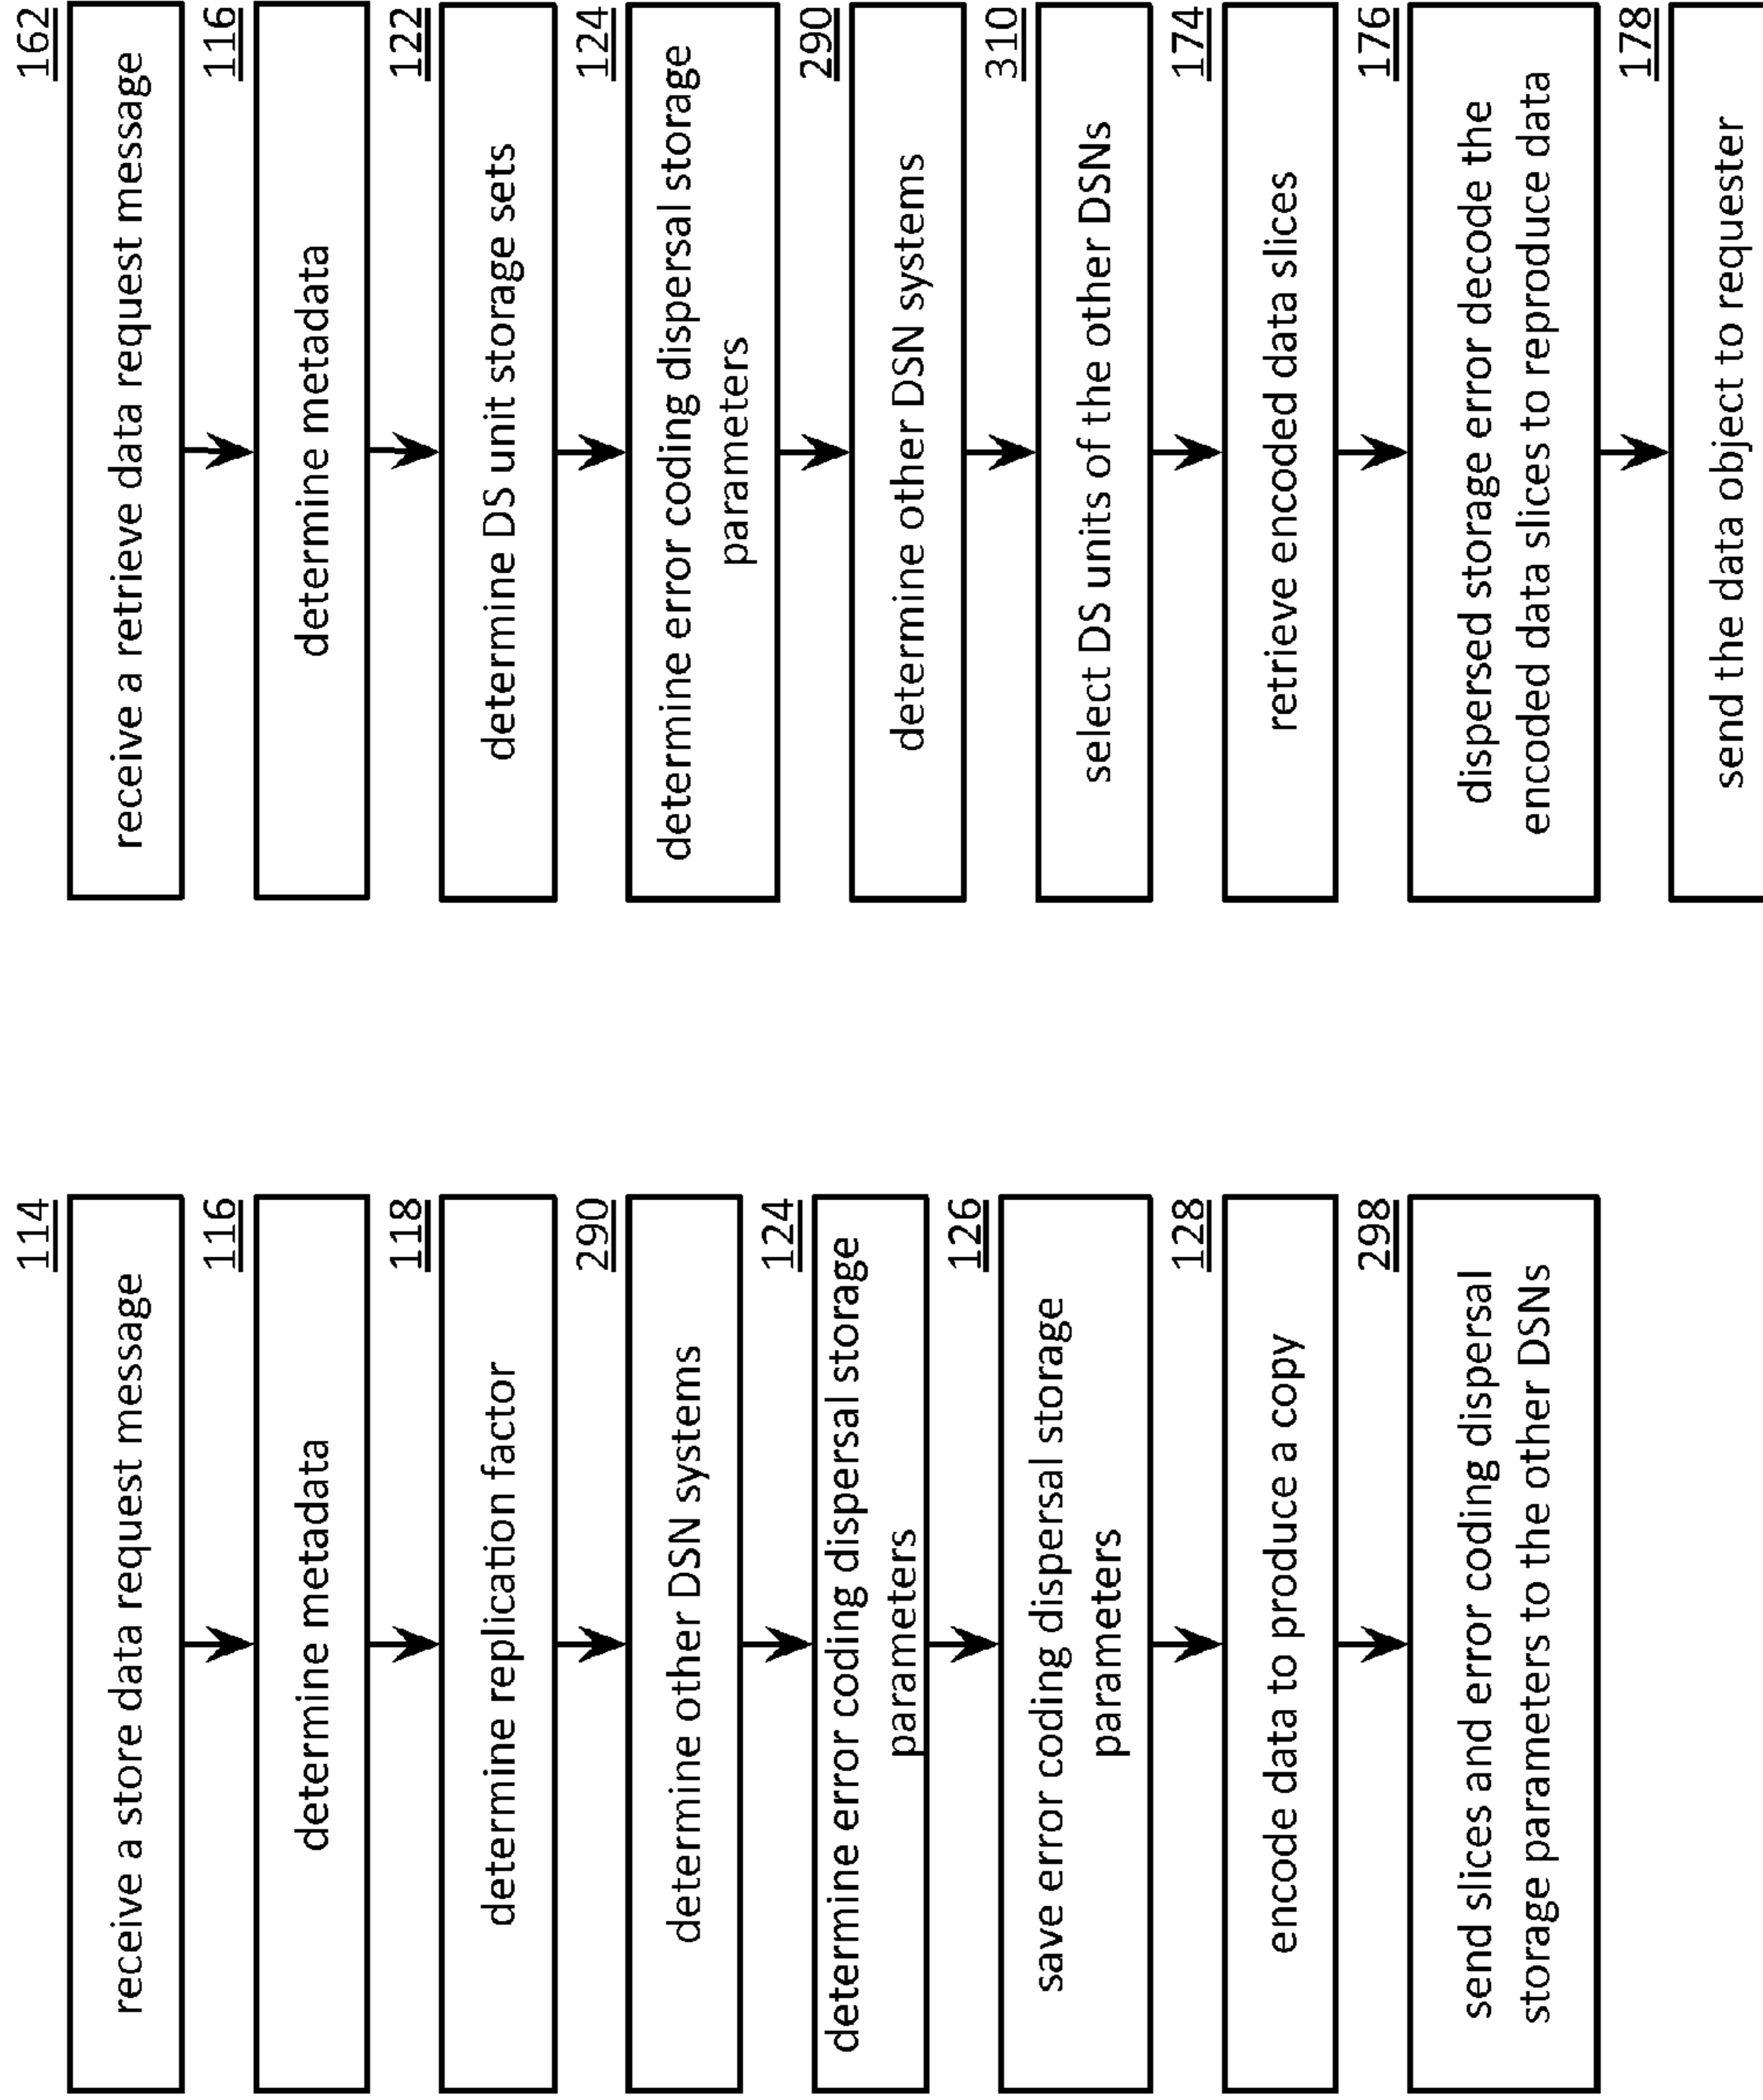 114
receive a store data request message
116
determine metadata
118
determine replication factor
290
determine other DSN systems
124
determine error coding dispersal storage
parameters
126
save error coding dispersal storage
parameters
128
encode data to produce a copy
298
send slices and error coding dispersal
storage parameters to the other DSNs
162
receive a retrieve data request message
116
determine metadata
122
determine DS unit storage sets
124
determine error coding dispersal storage
parameters
290
determine other DSN systems
310
select DS units of the other DSNs
174
retrieve encoded data slices
176
dispersed storage error decode the
encoded data slices to reproduce data
178
send the data object to requester